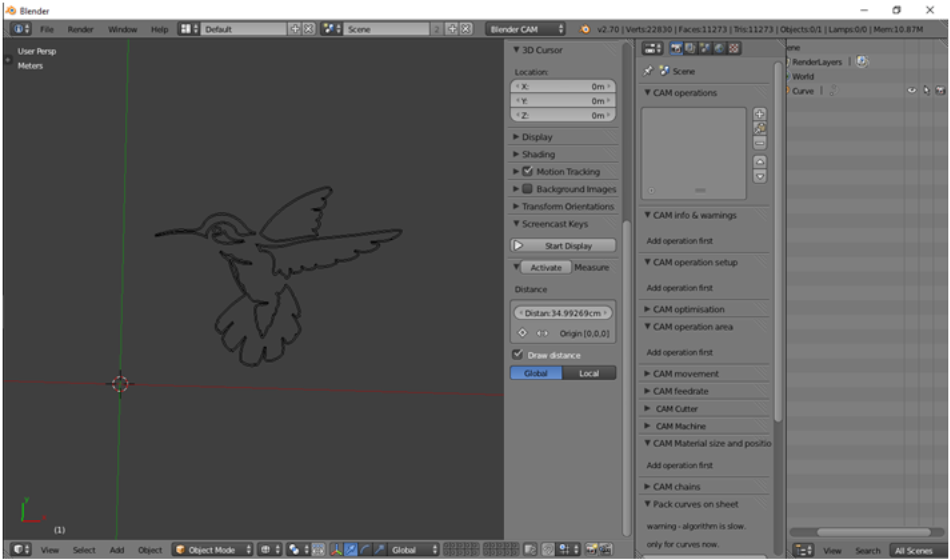 Blender
File Render Window Help Default Scene 2 Blender CAM v2.70 | Verts:22830 | Faces:11273 | Tris:11273 | Objects:0/1 | Lamps:0/0 | Mem:10.87M
User Persp
Meters
(1)
y
View Select Add Object Object Mode Global
3D Cursor
Location:
X: 0m
Y: 0m
Z: 0m
Display
Shading
Motion Tracking
Background Images
Transform Orientations
Screencast Keys
Start Display
Activate Measure
Distance
Distan:34.99269cm
Origin [0,0,0]
Draw distance
Global Local
Scene
CAM operations
CAM info & warnings
Add operation first
CAM operation setup
Add operation first
CAM optimisation
CAM operation area
Add operation first
CAM movement
CAM feedrate
CAM Cutter
CAM Machine
CAM Material size and positio
Add operation first
CAM chains
Pack curves on sheet
warning - algorithm is slow.
only for curves now.
ene
RenderLayers |
World
Curve |
View Search All Scenes